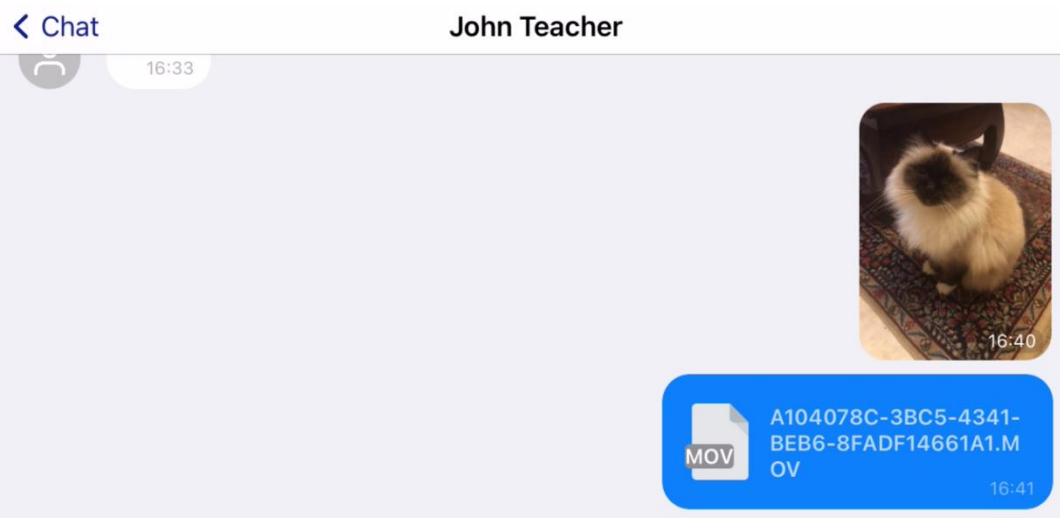 Chat
John Teacher
16:33
16:40
MOV
A104078C-3BC5-4341-
BEB6-8FADF14661A1.M
OV
16:41